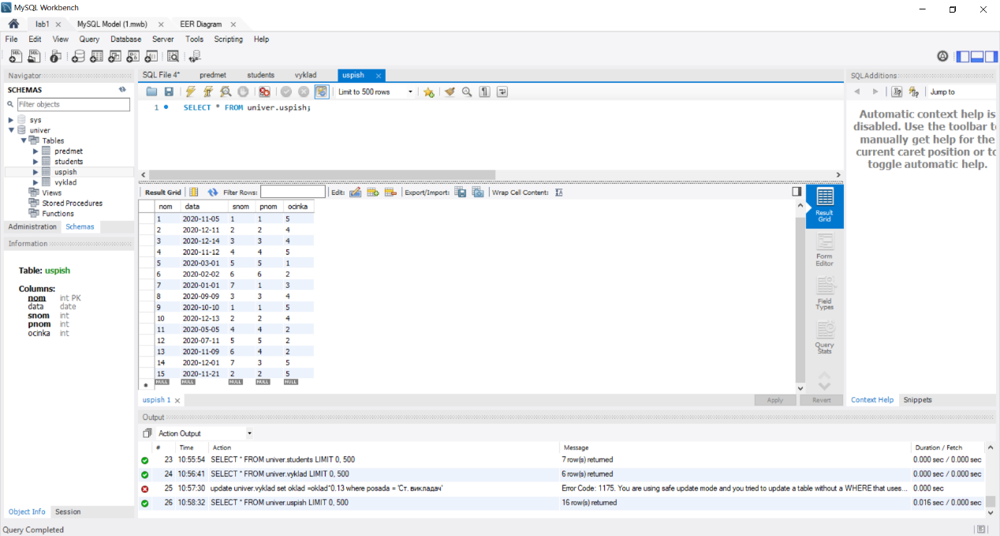 MySQL Workbench
lab1 MySQL Model (1.mwb) EER Diagram
File Edit View Query Database Server Tools Scripting Help
Navigator
SCHEMAS
Filter objects
sys
univer
Tables
predmet
students
uspish
vyklad
Views
Stored Procedures
Functions
Administration Schemas
Information
Table: uspish
Columns:
nom int PK
data date
snom int
pnom int
ocinka int
Object Info Session
SQL File 4* predmet students vyklad uspish
Limit to 500 rows
1 SELECT * FROM univer.uspish;
Result Grid Filter Rows: Edit: Export/Import: Wrap Cell Content:
nom data snom pnom ocinka
1 2020-11-05 1 1 5
2 2020-12-11 2 2 4
3 2020-12-14 3 3 4
4 2020-11-12 4 4 5
5 2020-03-01 5 5 1
6 2020-02-02 6 6 2
7 2020-01-01 7 1 3
8 2020-09-09 3 3 4
9 2020-10-10 1 1 5
10 2020-12-13 2 2 4
11 2020-05-05 4 4 2
12 2020-07-11 5 5 2
13 2020-11-09 6 4 2
14 2020-12-01 7 3 5
15 2020-11-21 2 2 5
NULL NULL NULL NULL NULL
Result Grid
Form Editor
Field Types
Query Stats
uspish 1 Apply Revert
SQLAdditions
Jump to
Automatic context help is
disabled. Use the toolbar t
manually get help for the
current caret position or to
toggle automatic help.
Context Help Snippets
Output
Action Output
# Time Action Message Duration / Fetch
23 10:55:54 SELECT * FROM univer.students LIMIT 0, 500 7 row(s) returned 0.000 sec / 0.000 sec
24 10:56:41 SELECT * FROM univer.vyklad LIMIT 0, 500 6 row(s) returned 0.000 sec / 0.000 sec
25 10:57:30 update univer.vyklad set oklad =oklad*0.13 where posada = 'Ст. викладач' Error Code: 1175. You are using safe update mode and you tried to update a table without a WHERE that uses... 0.000 sec
26 10:58:32 SELECT * FROM univer.uspish LIMIT 0, 500 16 row(s) returned 0.016 sec / 0.000 sec
Query Completed